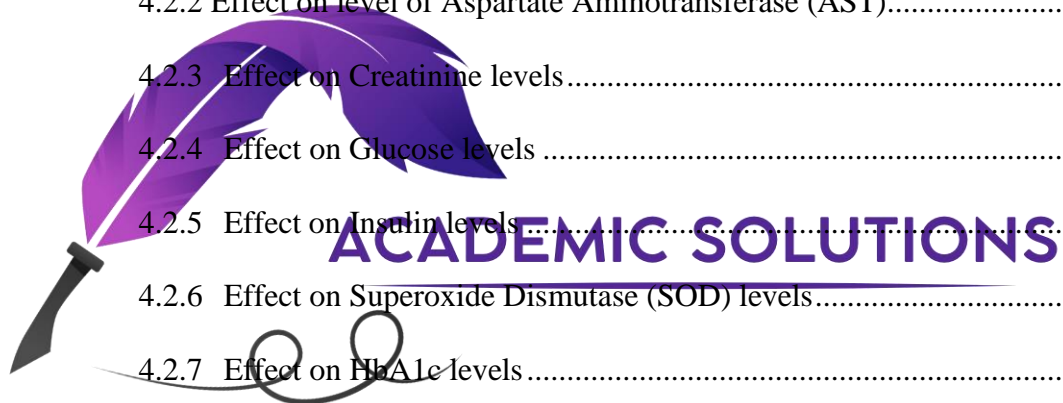 4.2.2 Effect on level of Aspartate Aminotransferase (AST)..........................
4.2.3 Effect on Creatinine levels....................................................................
4.2.4 Effect on Glucose levels .......................................................................
4.2.5 Effect on Insulin levels..........................................................................
ACADEMIC SOLUTIONS
4.2.6 Effect on Superoxide Dismutase (SOD) levels...................................
4.2.7 Effect on HbA1c levels.........................................................................